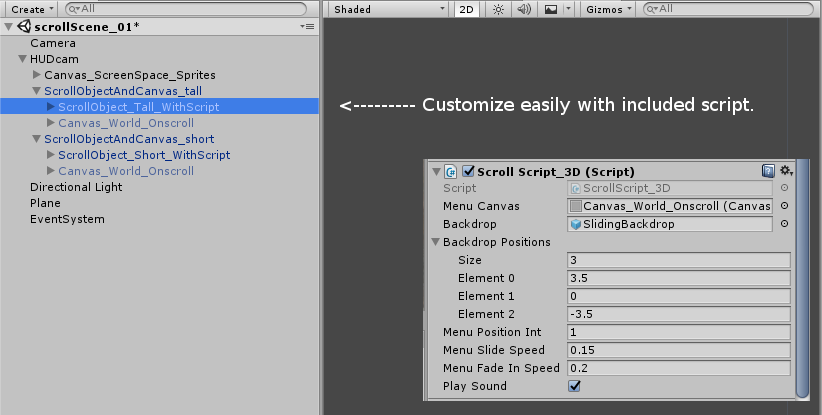 Create
All
scrollScene_01*
Camera
HUDcam
Canvas_ScreenSpace_Sprites
ScrollObjectAndCanvas_tall
ScrollObject_Tall_WithScript
Canvas_World_Onscroll
ScrollObjectAndCanvas_short
ScrollObject_Short_WithScript
Canvas_World_Onscroll
Directional Light
Plane
EventSystem
Shaded 2D Gizmos All
<--------- Customize easily with included script.
Scroll Script_3D (Script)
Script ScrollScript_3D
Menu Canvas Canvas_World_Onscroll (Canvas
Backdrop SlidingBackdrop
Backdrop Positions
Size 3
Element 0 3.5
Element 1 0
Element 2 -3.5
Menu Position Int 1
Menu Slide Speed 0.15
Menu Fade In Speed 0.2
Play Sound